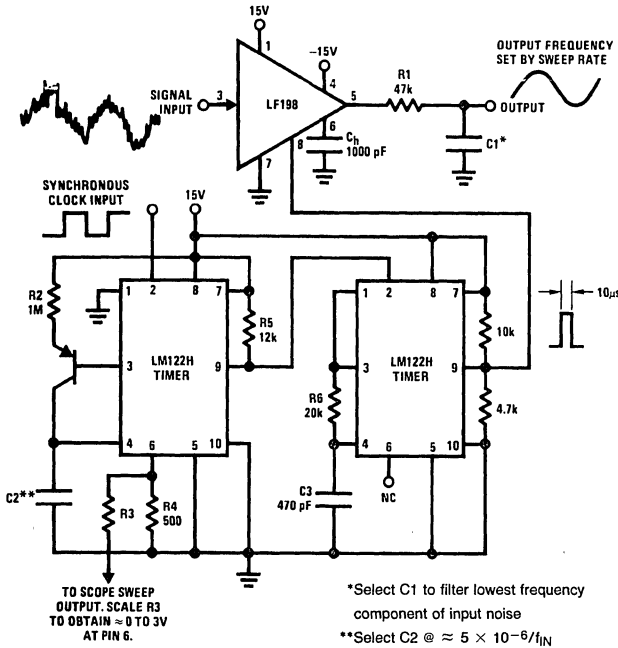 15V
-15V
1
4
SIGNAL
INPUT
3
LF198
5
R1
47k
OUTPUT FREQUENCY
SET BY SWEEP RATE
OUTPUT
6
8
Ch
1000 pF
7
C1*
SYNCHRONOUS
CLOCK INPUT
15V
R2
1M
1
2
8
7
R5
12k
LM122H
TIMER
3
9
4
6
5
10
C2**
R3
R4
500
1
2
8
7
10k
10µs
LM122H
TIMER
3
9
R6
20k
4.7k
4
6
5
10
NC
C3
470 pF
TO SCOPE SWEEP
OUTPUT. SCALE R3
TO OBTAIN ≈ 0 TO 3V
AT PIN 6.
*Select C1 to filter lowest frequency
component of input noise
**Select C2 @ ≈ 5 × 10⁻⁶/fIN